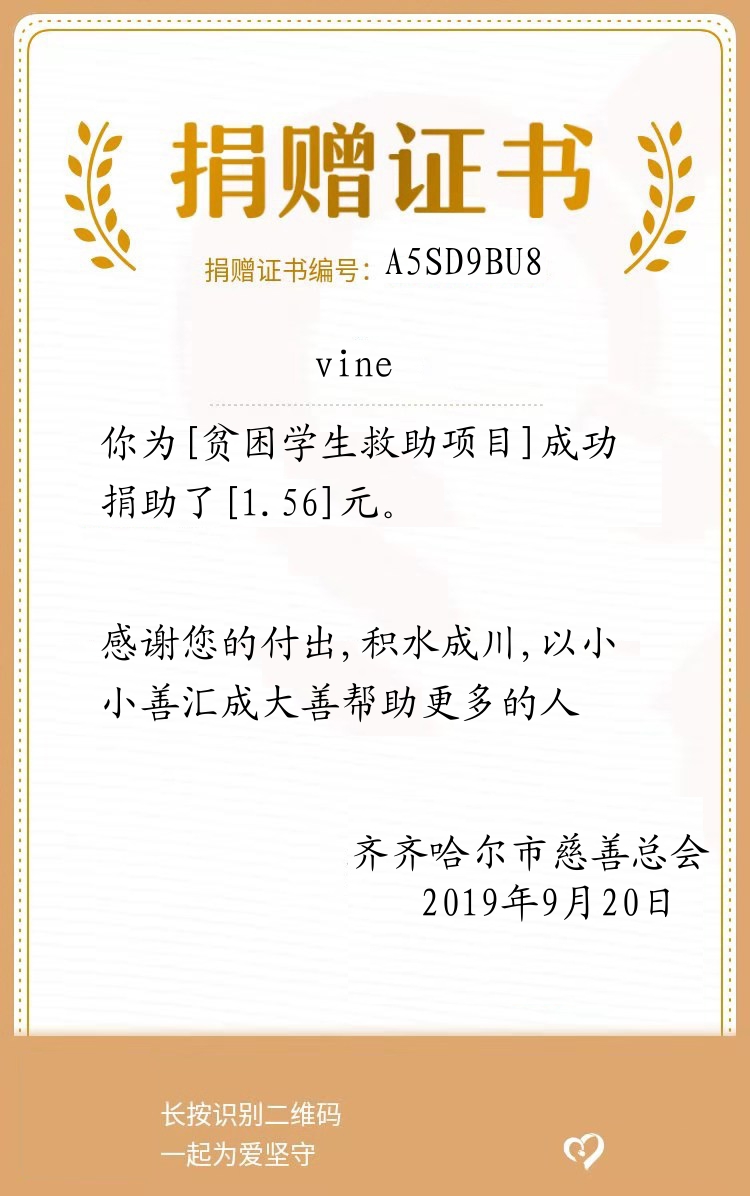 捐赠证书
捐赠证书编号：A5SD9BU8
vine
你为[贫困学生救助项目]成功
捐助了[1.56]元。
感谢您的付出,积水成川,以小
小善汇成大善帮助更多的人
齐齐哈尔市慈善总会
2019年9月20日
长按识别二维码
一起为爱坚守